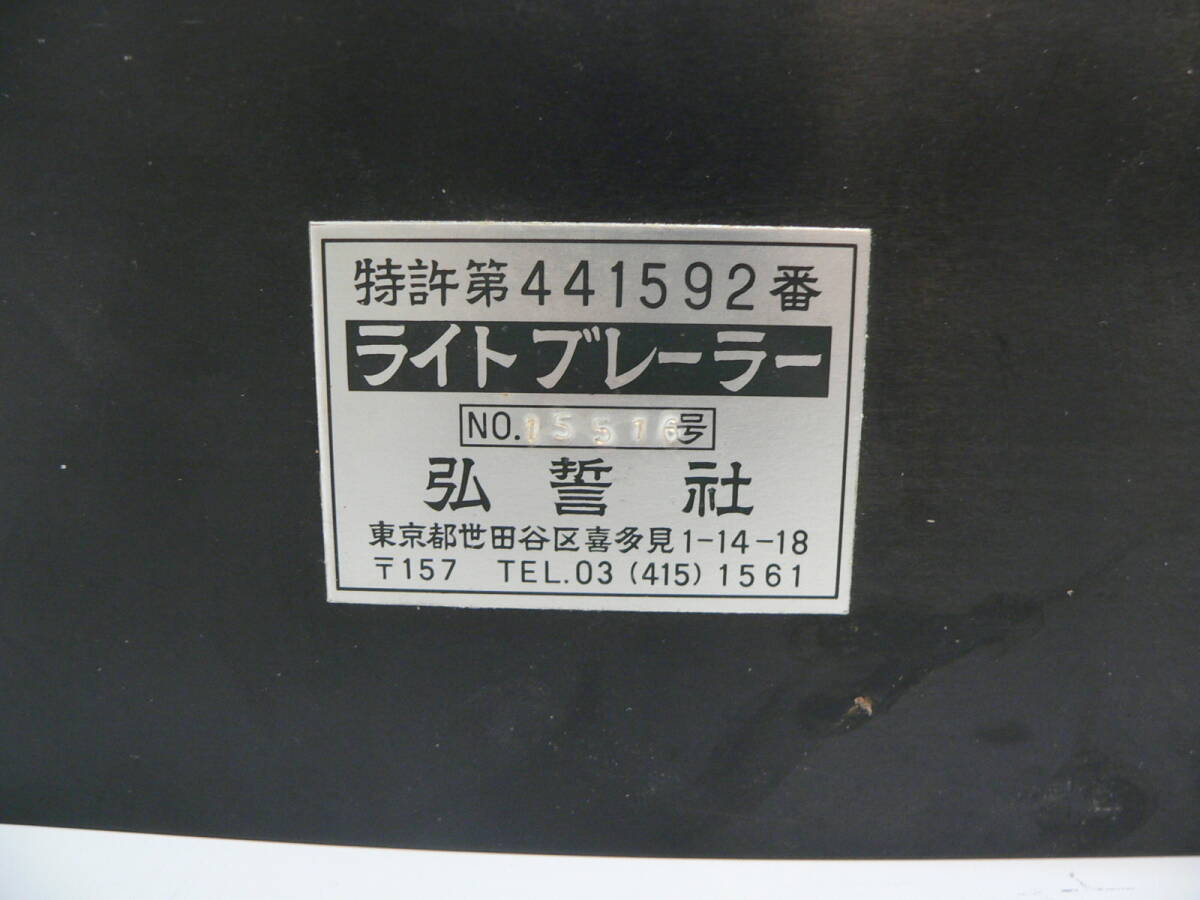 特許第441592番
ライトブレーラー
NO.15516号
弘誓社
東京都世田谷区喜多見1-14-18
〒157 TEL.03(415)1561